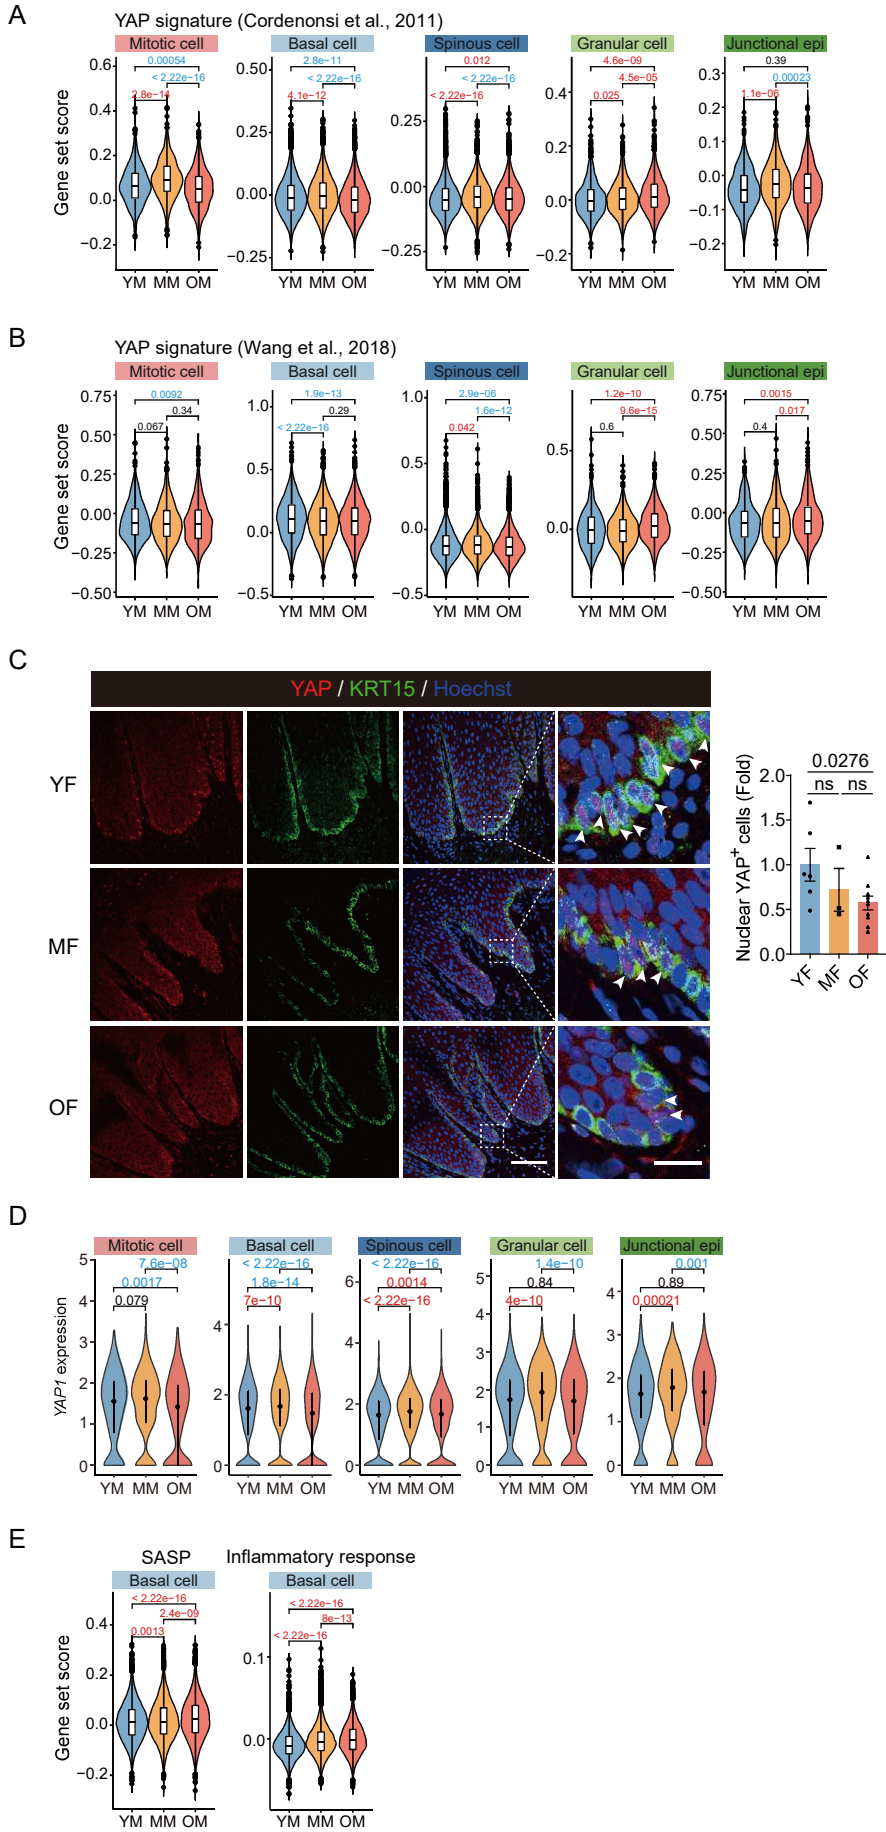 A
YAP signature (Cordenonsi et al., 2011)
Mitotic cell Basal cell Spinous cell Granular cell Junctional epi
Gene set score
0.6 0.4 0.2 0.0 −0.2
0.00054
< 2.22e−16
2.8e−14
YM MM OM
0.50 0.25 0.00 −0.25
2.8e−11
< 2.22e−16
4.1e−12
YM MM OM
0.25 0.00 −0.25
0.012
< 2.22e−16
< 2.22e−16
YM MM OM
0.4 0.2 0.0 −0.2
4.6e−09
4.5e−05
0.025
YM MM OM
0.3 0.2 0.1 0.0 −0.1 −0.2
0.39
0.00023
1.1e−06
YM MM OM
B
YAP signature (Wang et al., 2018)
Mitotic cell Basal cell Spinous cell Granular cell Junctional epi
Gene set score
0.75 0.50 0.25 0.00 −0.25 −0.50
0.0092
0.34
0.067
YM MM OM
1.0 0.5 0.0 −0.5
1.9e−13
0.29
< 2.22e−16
YM MM OM
1.0 0.5 0.0 −0.5
2.9e−06
1.6e−12
0.042
YM MM OM
0.5 0.0
1.2e−10
9.6e−15
0.6
YM MM OM
0.75 0.50 0.25 0.00 −0.25 −0.50
0.0015
0.017
0.4
YM MM OM
C
YAP / KRT15 / Hoechst
YF
MF
OF
Nuclear YAP+ cells (Fold)
2.0 1.5 1.0 0.5 0.0
0.0276
ns ns
YF MF OF
D
Mitotic cell Basal cell Spinous cell Granular cell Junctional epi
YAP1 expression
5 4 3 2 1 0
7.6e−08
0.0017
0.079
YM MM OM
4 2 0
< 2.22e−16
1.8e−14
7e−10
YM MM OM
6 4 2 0
< 2.22e−16
0.0014
< 2.22e−16
YM MM OM
5 4 3 2 1 0
1.4e−10
0.84
4e−10
YM MM OM
4 3 2 1 0
0.001
0.89
0.00021
YM MM OM
E
SASP Inflammatory response
Basal cell Basal cell
Gene set score
0.4 0.2 0.0 −0.2
< 2.22e−16
2.4e−09
0.0013
YM MM OM
0.1 0.0
< 2.22e−16
8e−13
< 2.22e−16
YM MM OM